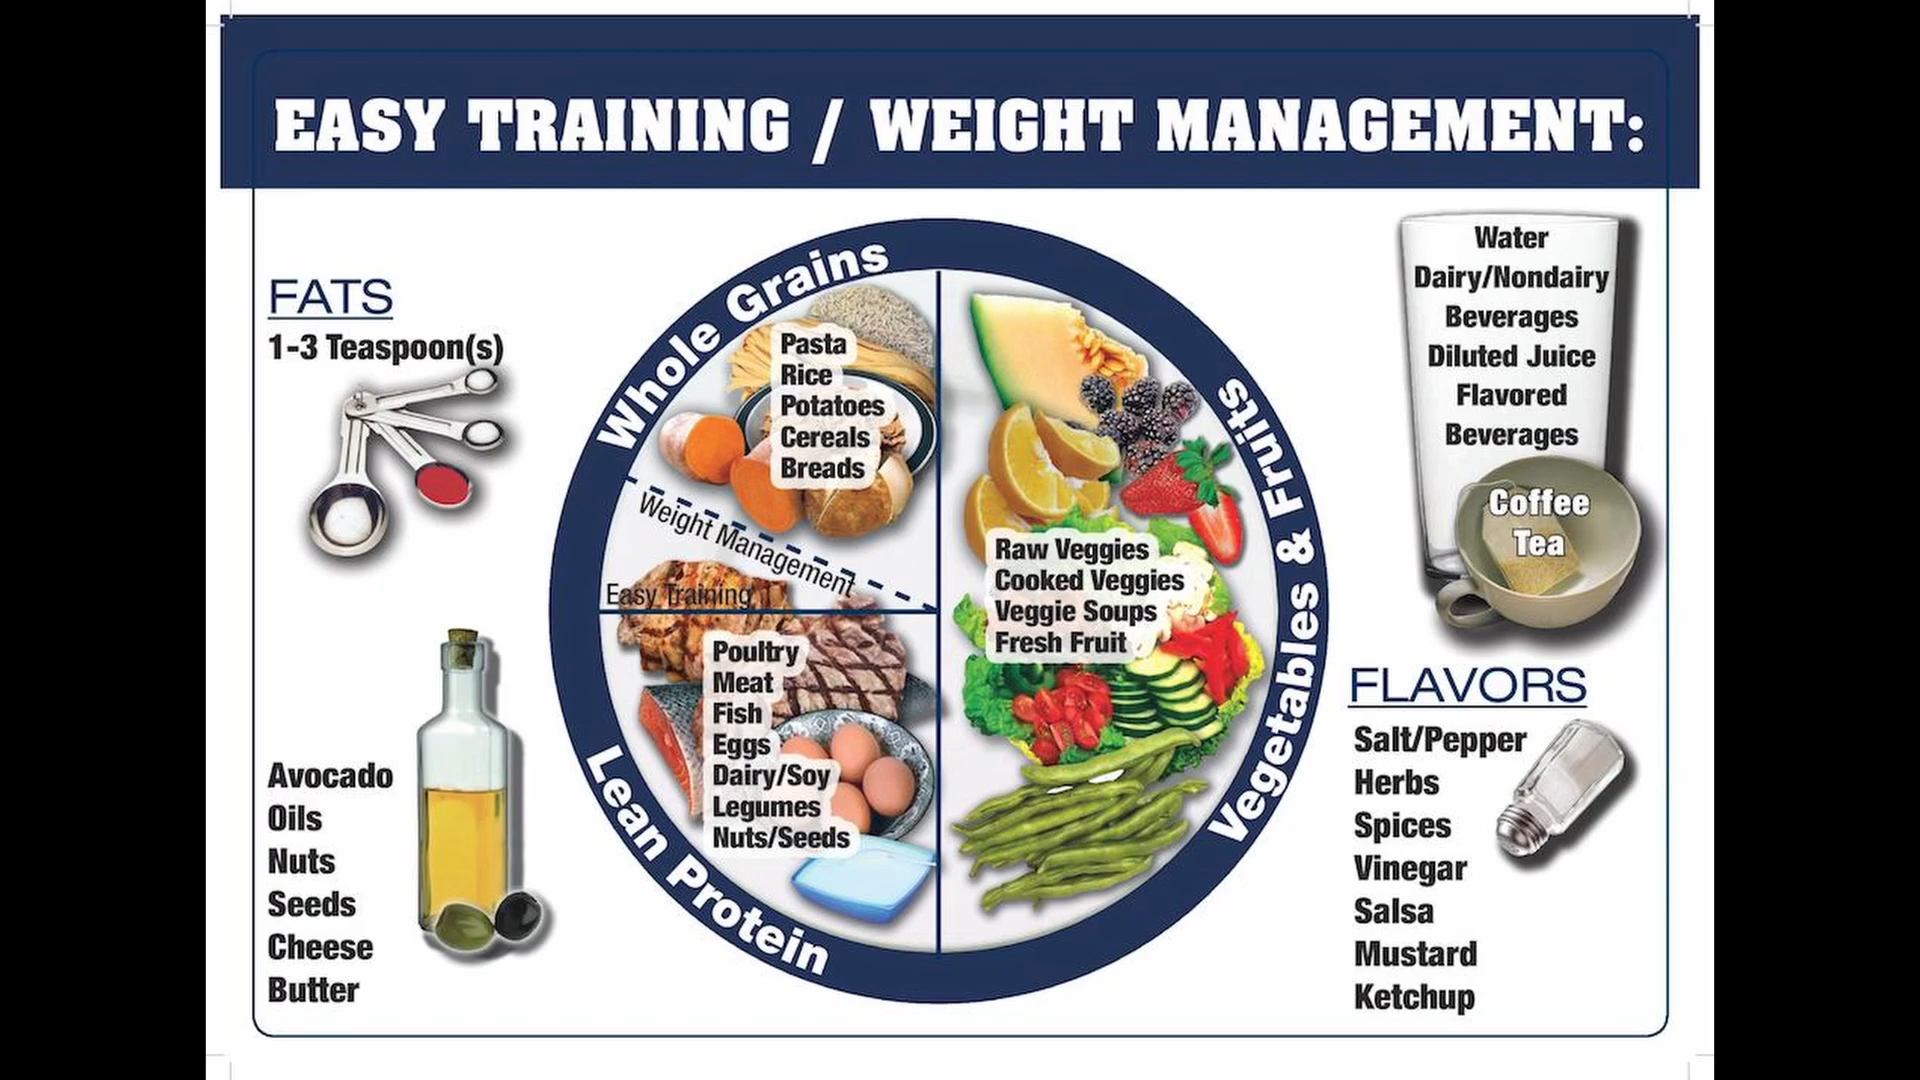 EASY TRAINING / WEIGHT MANAGEMENT:
FATS
1-3 Teaspoon(s)
Avocado
Oils
Nuts
Seeds
Cheese
Butter
Whole Grains
Pasta
Rice
Potatoes
Cereals
Breads
Weight Management
Easy Training
Lean Protein
Poultry
Meat
Fish
Eggs
Dairy/Soy
Legumes
Nuts/Seeds
Vegetables & Fruits
Raw Veggies
Cooked Veggies
Veggie Soups
Fresh Fruit
Water
Dairy/Nondairy
Beverages
Diluted Juice
Flavored
Beverages
Coffee
Tea
FLAVORS
Salt/Pepper
Herbs
Spices
Vinegar
Salsa
Mustard
Ketchup